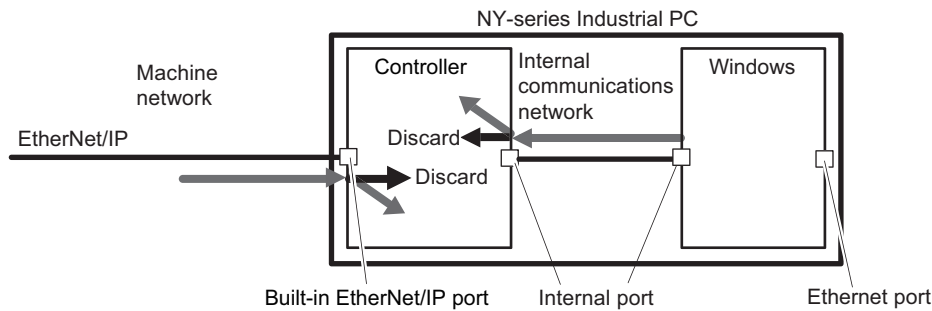 NY-series Industrial PC
Machine
network
Controller
Internal
communications
network
Windows
EtherNet/IP
Discard
Discard
Built-in EtherNet/IP port
Internal port
Ethernet port